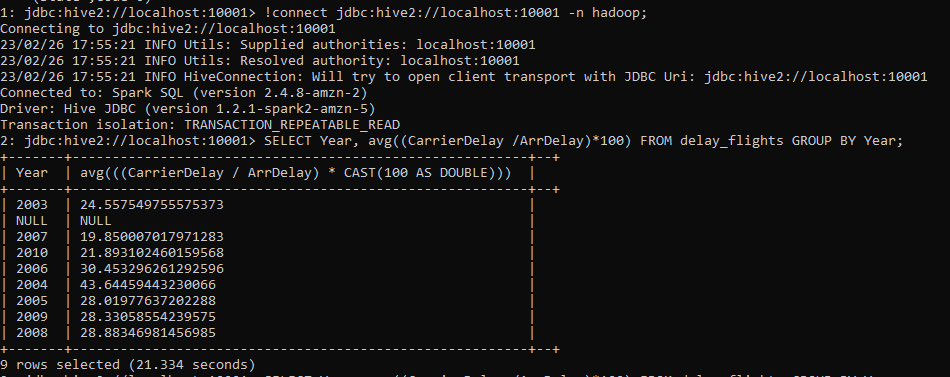 1: jdbc:hive2://localhost:10001> !connect jdbc:hive2://localhost:10001 -n hadoop;
Connecting to jdbc:hive2://localhost:10001
23/02/26 17:55:21 INFO Utils: Supplied authorities: localhost:10001
23/02/26 17:55:21 INFO Utils: Resolved authority: localhost:10001
23/02/26 17:55:21 INFO HiveConnection: Will try to open client transport with JDBC Uri: jdbc:hive2://localhost:10001
Connected to: Spark SQL (version 2.4.8-amzn-2)
Driver: Hive JDBC (version 1.2.1-spark2-amzn-5)
Transaction isolation: TRANSACTION_REPEATABLE_READ
2: jdbc:hive2://localhost:10001> SELECT Year, avg((CarrierDelay /ArrDelay)*100) FROM delay_flights GROUP BY Year;
+-------+----------------------------------------------------+--+
| Year | avg(((CarrierDelay / ArrDelay) * CAST(100 AS DOUBLE))) |
+-------+----------------------------------------------------+--+
| 2003 | 24.557549755575373 |
| NULL | NULL |
| 2007 | 19.850007017971283 |
| 2010 | 21.893102460159568 |
| 2006 | 30.453296261292596 |
| 2004 | 43.64459443230066 |
| 2005 | 28.01977637202288 |
| 2009 | 28.33058554239575 |
| 2008 | 28.88346981456985 |
+-------+----------------------------------------------------+--+
9 rows selected (21.334 seconds)